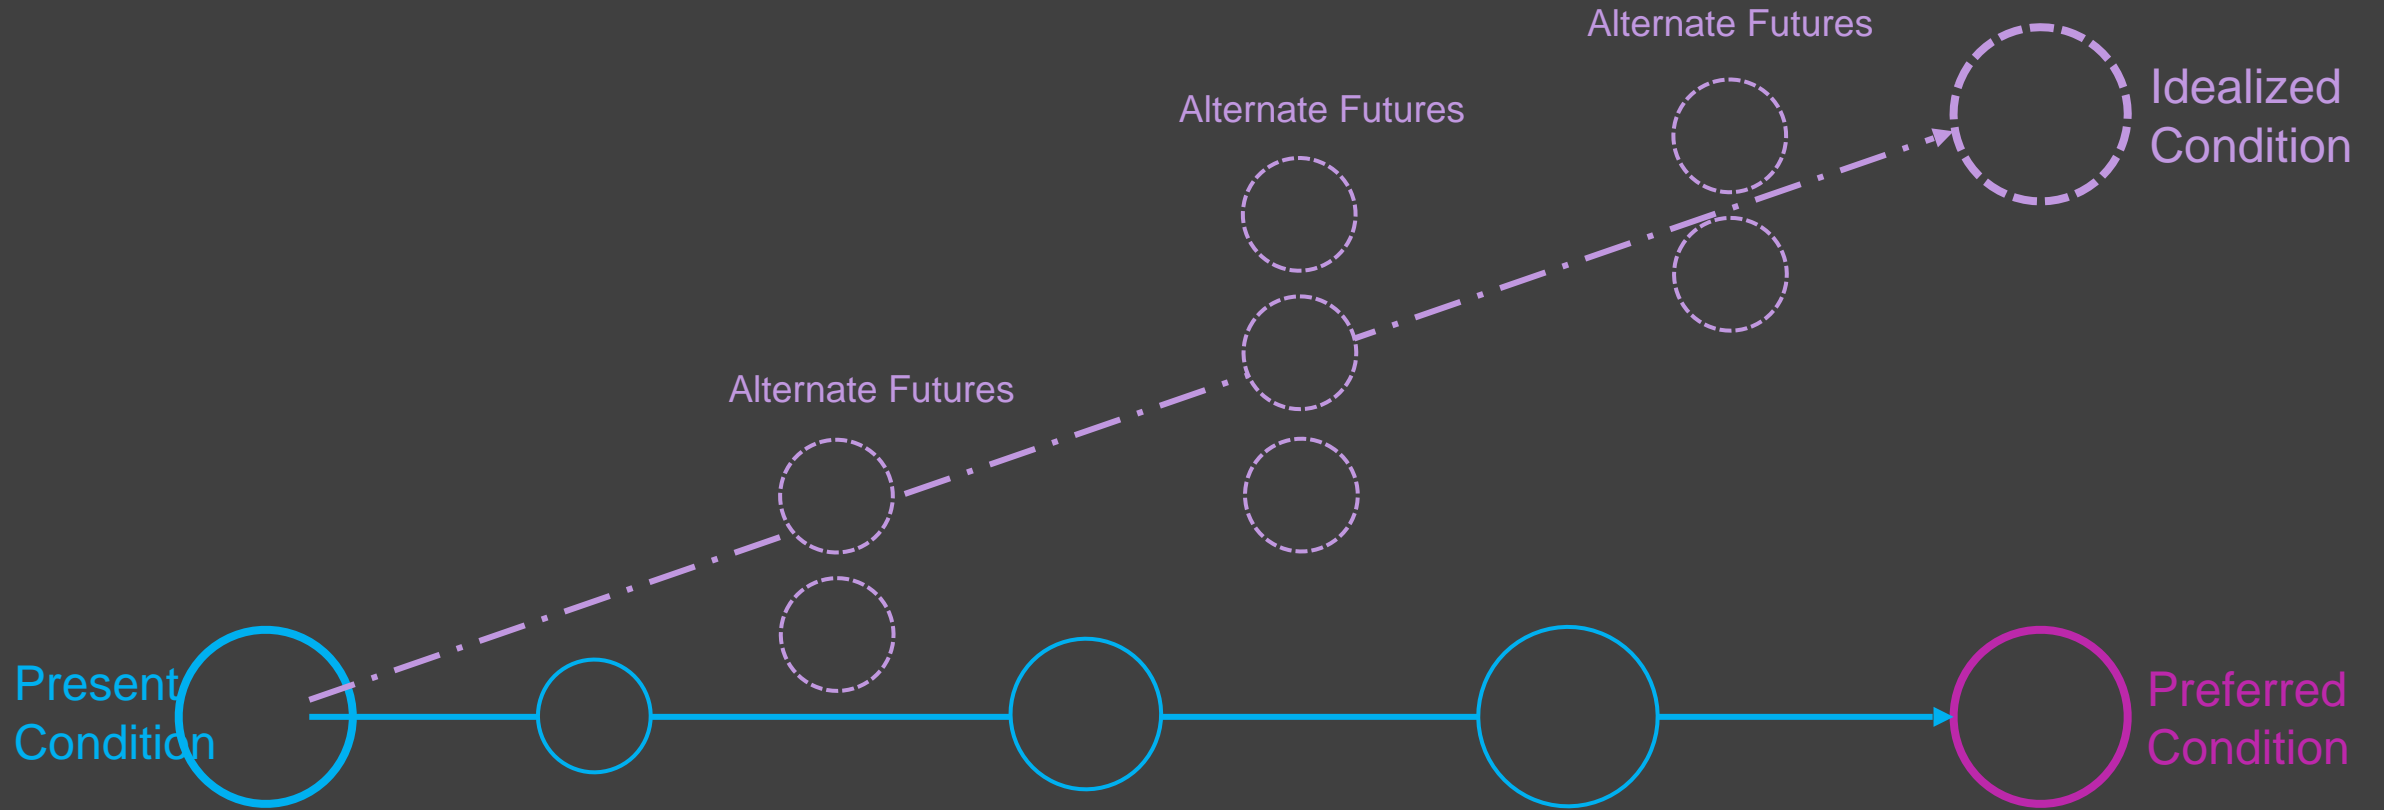 Alternate Futures
Alternate Futures
Alternate Futures
Idealized
Condition
Present
Condition
Preferred
Condition